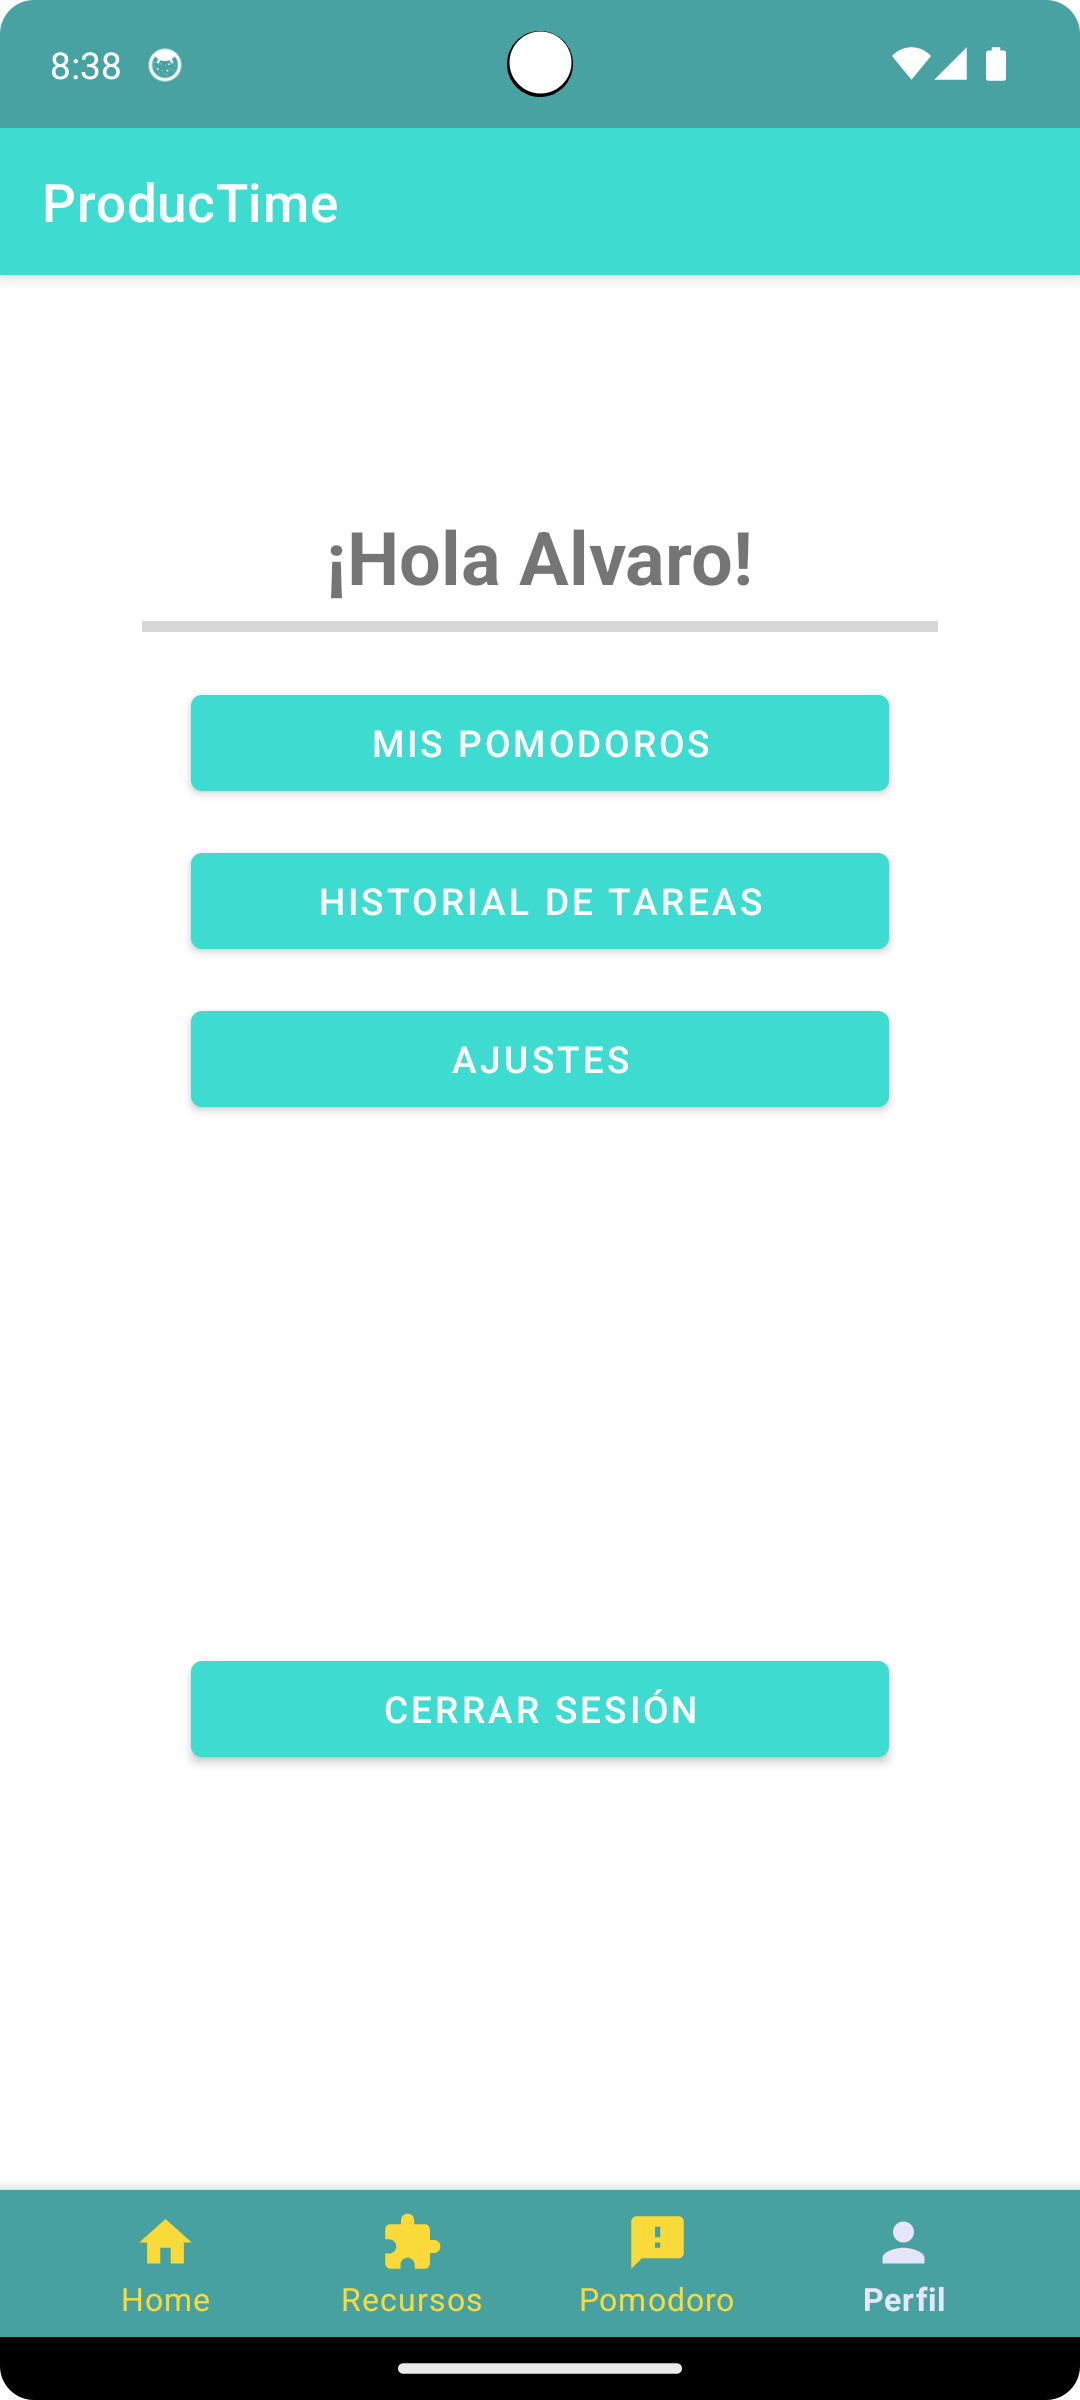 8:38
ProducTime
¡Hola Alvaro!
MIS POMODOROS
HISTORIAL DE TAREAS
AJUSTES
CERRAR SESIÓN
Home
Recursos
Pomodoro
Perfil